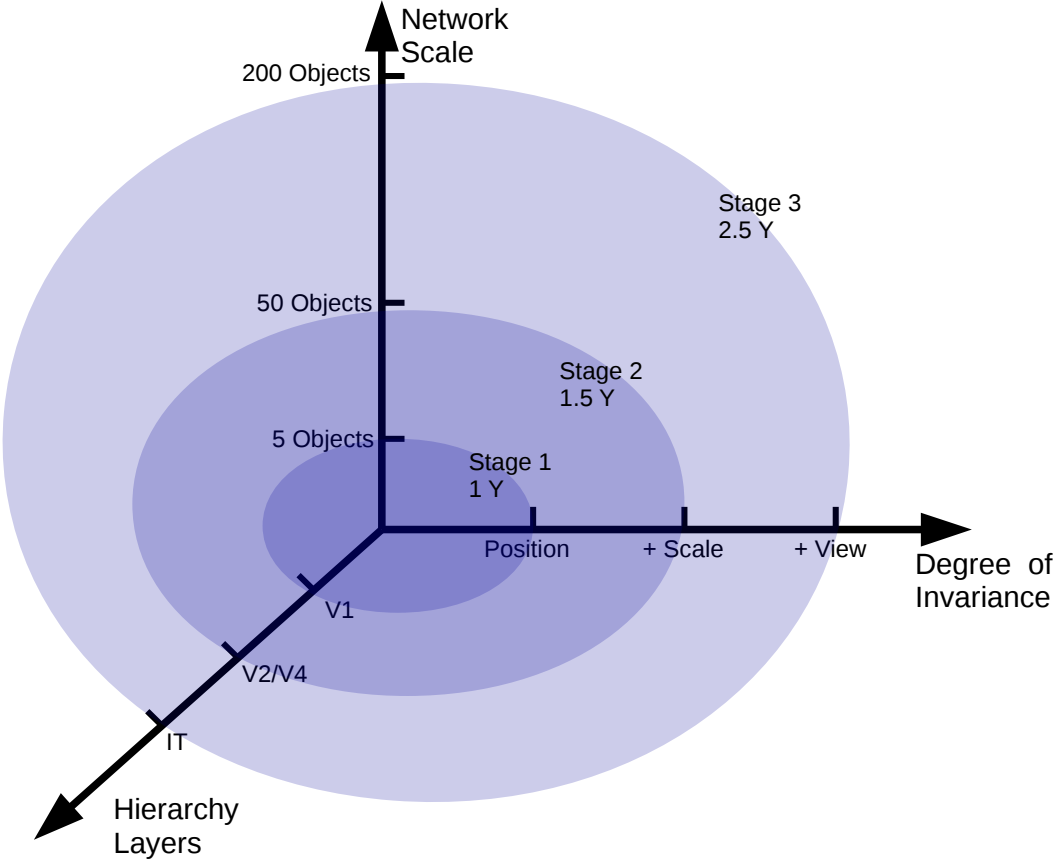 Network
Scale
200 Objects
Stage 3
2.5 Y
50 Objects
Stage 2
1.5 Y
5 Objects
Stage 1
1 Y
Position
+ Scale
+ View
Degree of
Invariance
V1
V2/V4
IT
Hierarchy
Layers